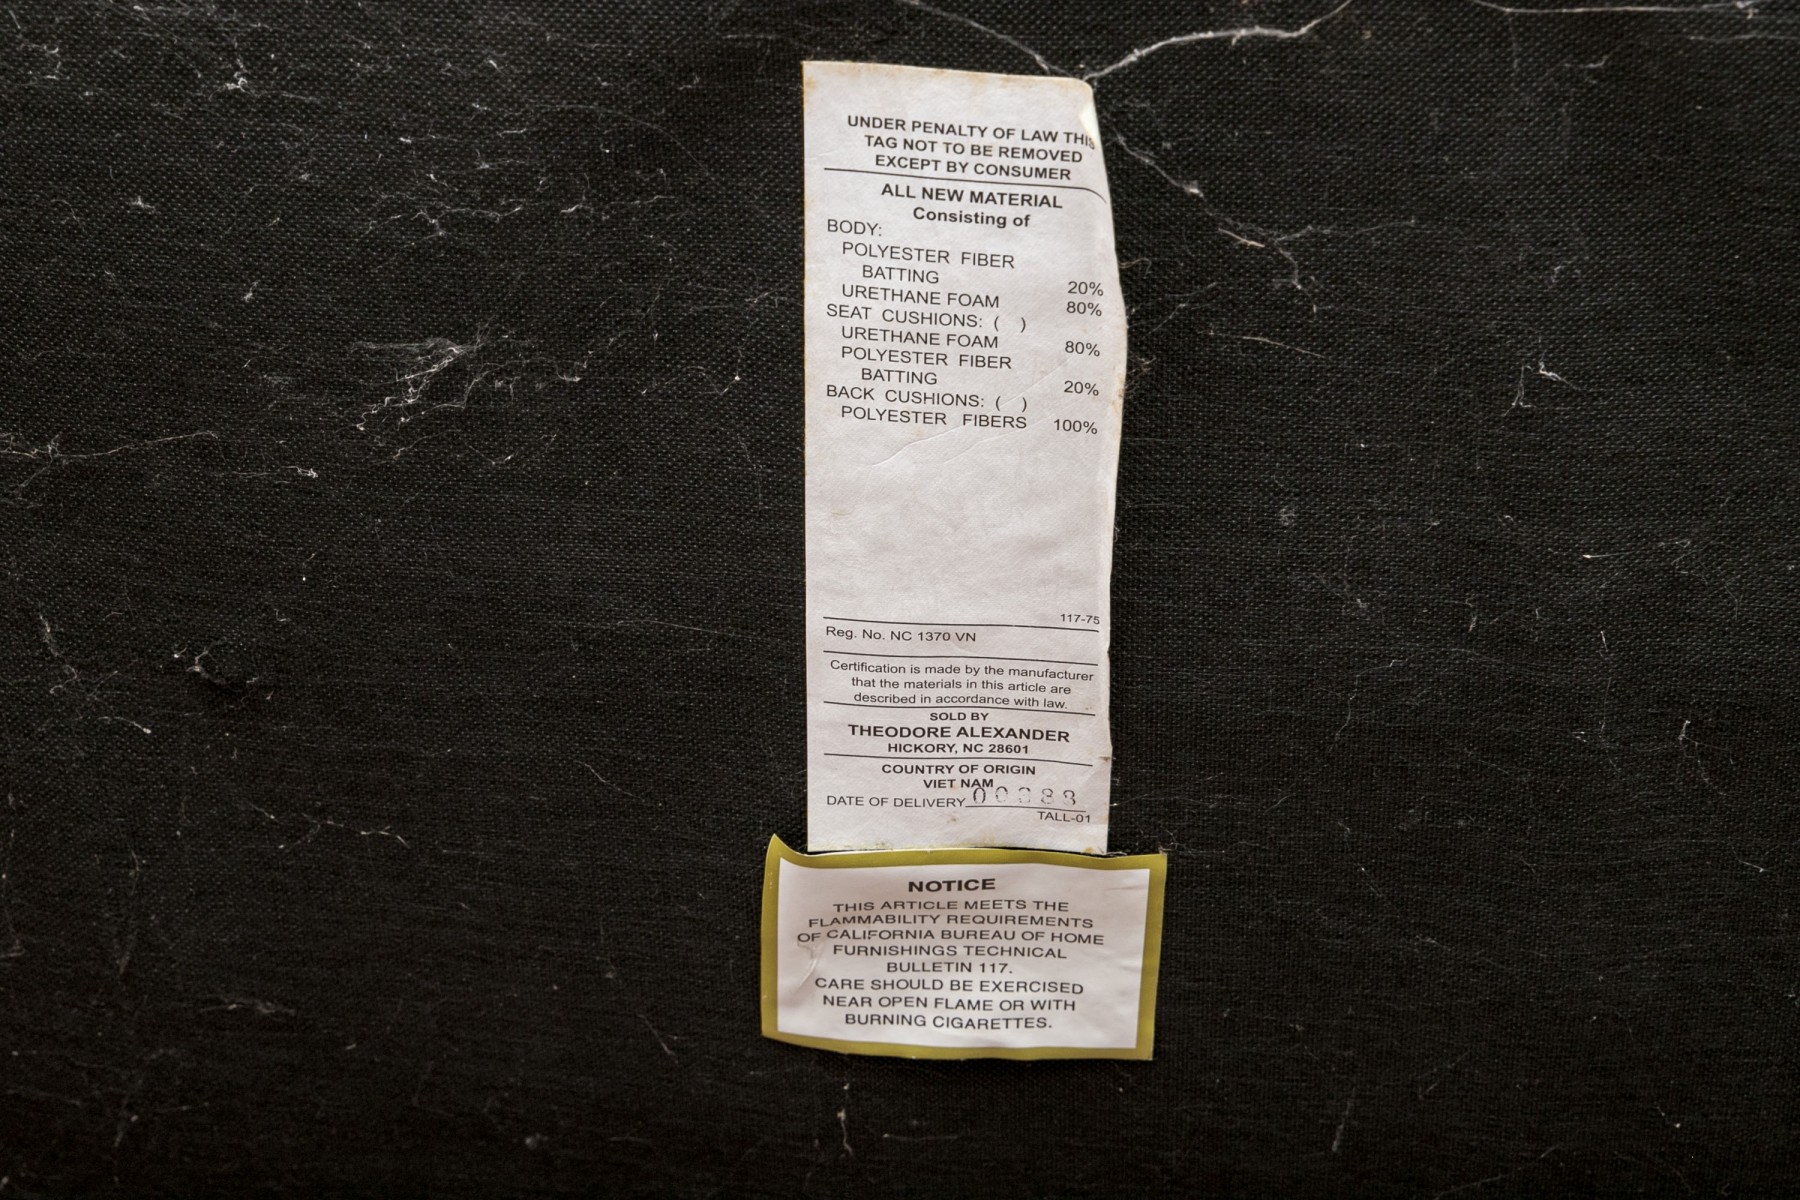 UNDER PENALTY OF LAW THIS
TAG NOT TO BE REMOVED
EXCEPT BY CONSUMER
ALL NEW MATERIAL
Consisting of
BODY:
POLYESTER FIBER
BATTING 20%
URETHANE FOAM 80%
SEAT CUSHIONS: ( )
URETHANE FOAM 80%
POLYESTER FIBER
BATTING 20%
BACK CUSHIONS: ( )
POLYESTER FIBERS 100%
117-75
Reg. No. NC 1370 VN
Certification is made by the manufacturer
that the materials in this article are
described in accordance with law.
SOLD BY
THEODORE ALEXANDER
HICKORY, NC 28601
COUNTRY OF ORIGIN
VIET NAM
DATE OF DELIVERY
TALL-01
NOTICE
THIS ARTICLE MEETS THE
FLAMMABILITY REQUIREMENTS
OF CALIFORNIA BUREAU OF HOME
FURNISHINGS TECHNICAL
BULLETIN 117.
CARE SHOULD BE EXERCISED
NEAR OPEN FLAME OR WITH
BURNING CIGARETTES.